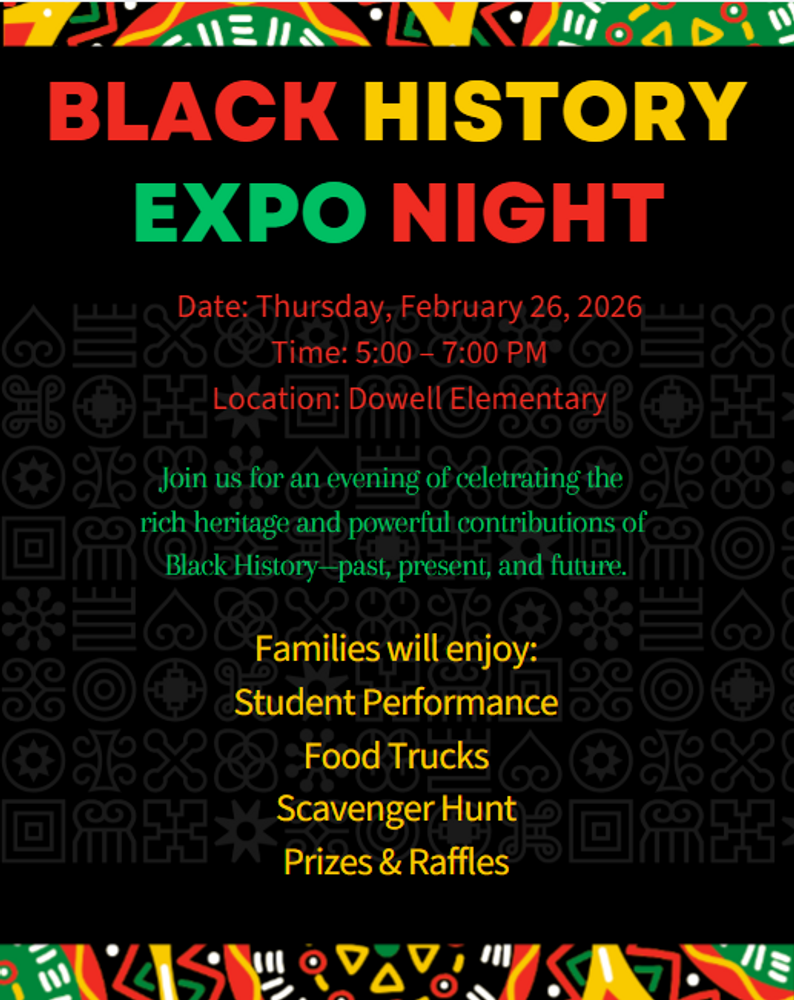 BLACK HISTORY
EXPO NIGHT
Date: Thursday, February 26, 2026
Time: 5:00 – 7:00 PM
Location: Dowell Elementary
Join us for an evening of celetrating the
rich heritage and powerful contributions of
Black History—past, present, and future.
Families will enjoy:
Student Performance
Food Trucks
Scavenger Hunt
Prizes & Raffles